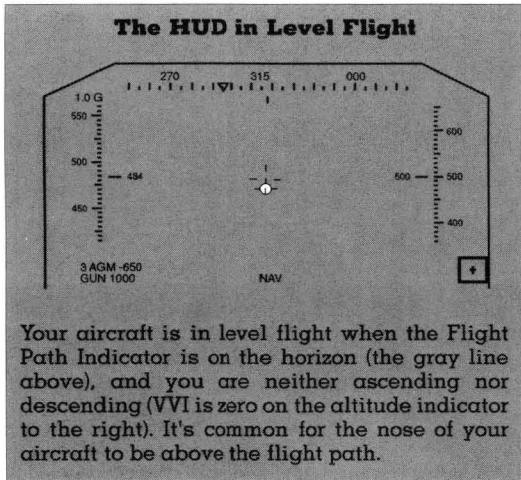 The HUD in Level Flight
270 315 000
1.0 G
550
600
500 484 500 500
450
400
3 AGM -650
GUN 1000 NAV
Your aircraft is in level flight when the Flight
Path Indicator is on the horizon (the gray line
above), and you are neither ascending nor
descending (VVI is zero on the altitude indicator
to the right). It's common for the nose of your
aircraft to be above the flight path.